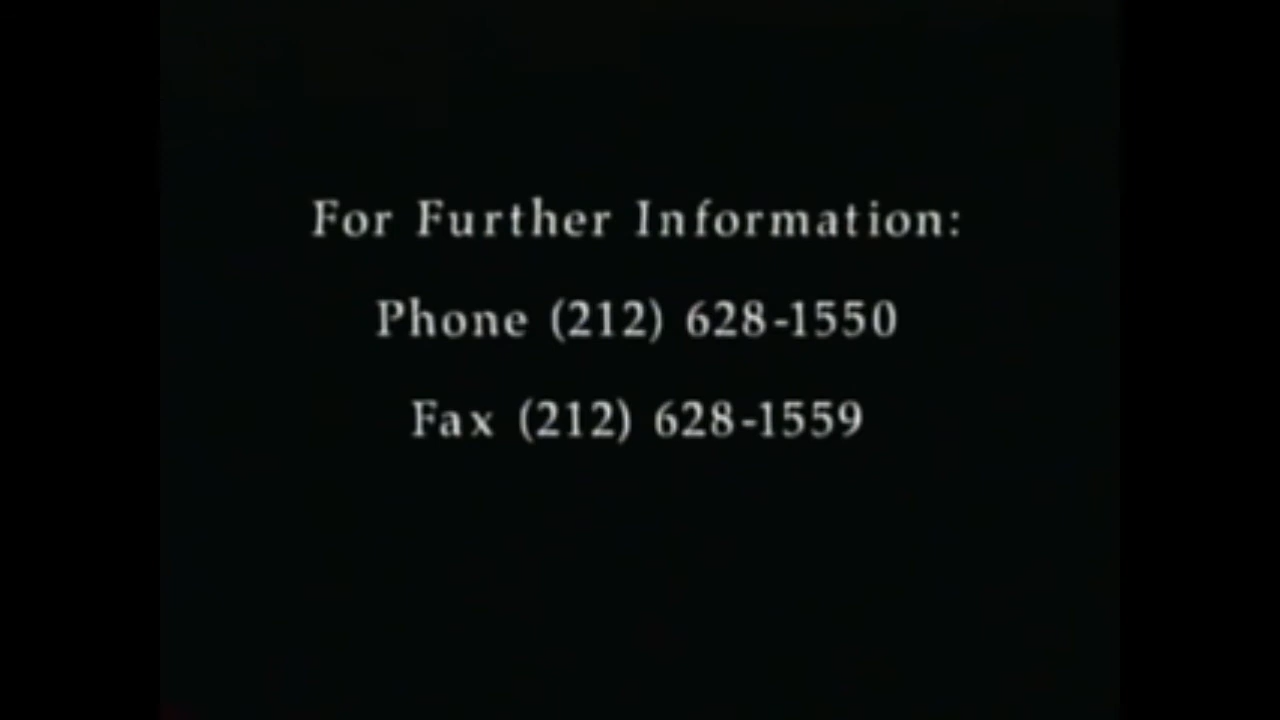 For Further Information:
Phone (212) 628-1550
Fax (212) 628-1559